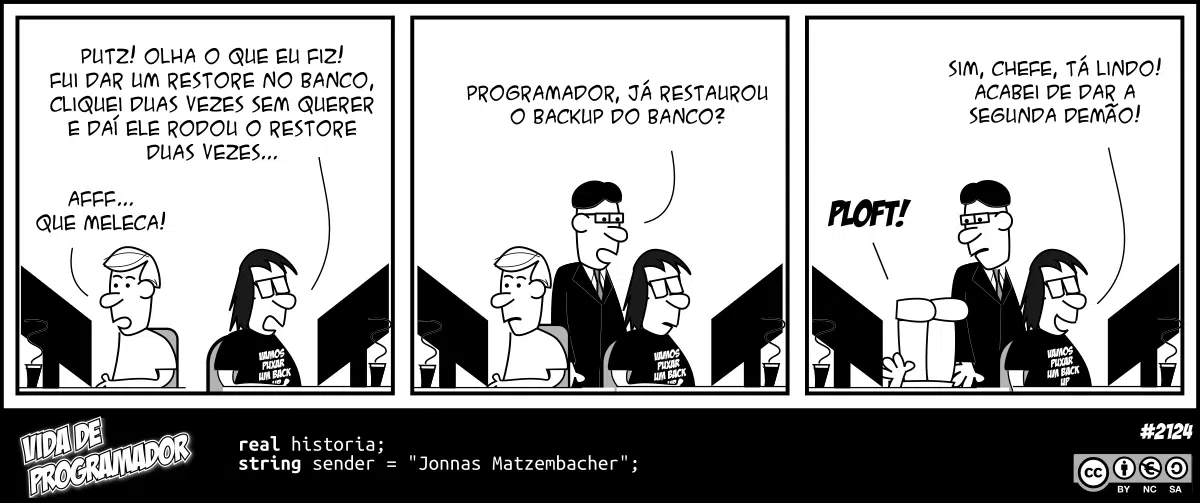 PUTZ! OLHA O QUE EU FIZ!
FUI DAR UM RESTORE NO BANCO,
CLIQUEI DUAS VEZES SEM QUERER
E DAÍ ELE RODOU O RESTORE
DUAS VEZES...
AFFF...
QUE MELECA!
VAMOS
PUXAR
UM BACK
UP
PROGRAMADOR, JÁ RESTAUROU
O BACKUP DO BANCO?
VAMOS
PUXAR
UM BACK
UP
SIM, CHEFE, TÁ LINDO!
ACABEI DE DAR A
SEGUNDA DEMÃO!
PLOFT!
VAMOS
PUXAR
UM BACK
UP
VIDA DE
PROGRAMADOR
real historia;
string sender = "Jonnas Matzembacher";
#2124
cc
BY NC SA